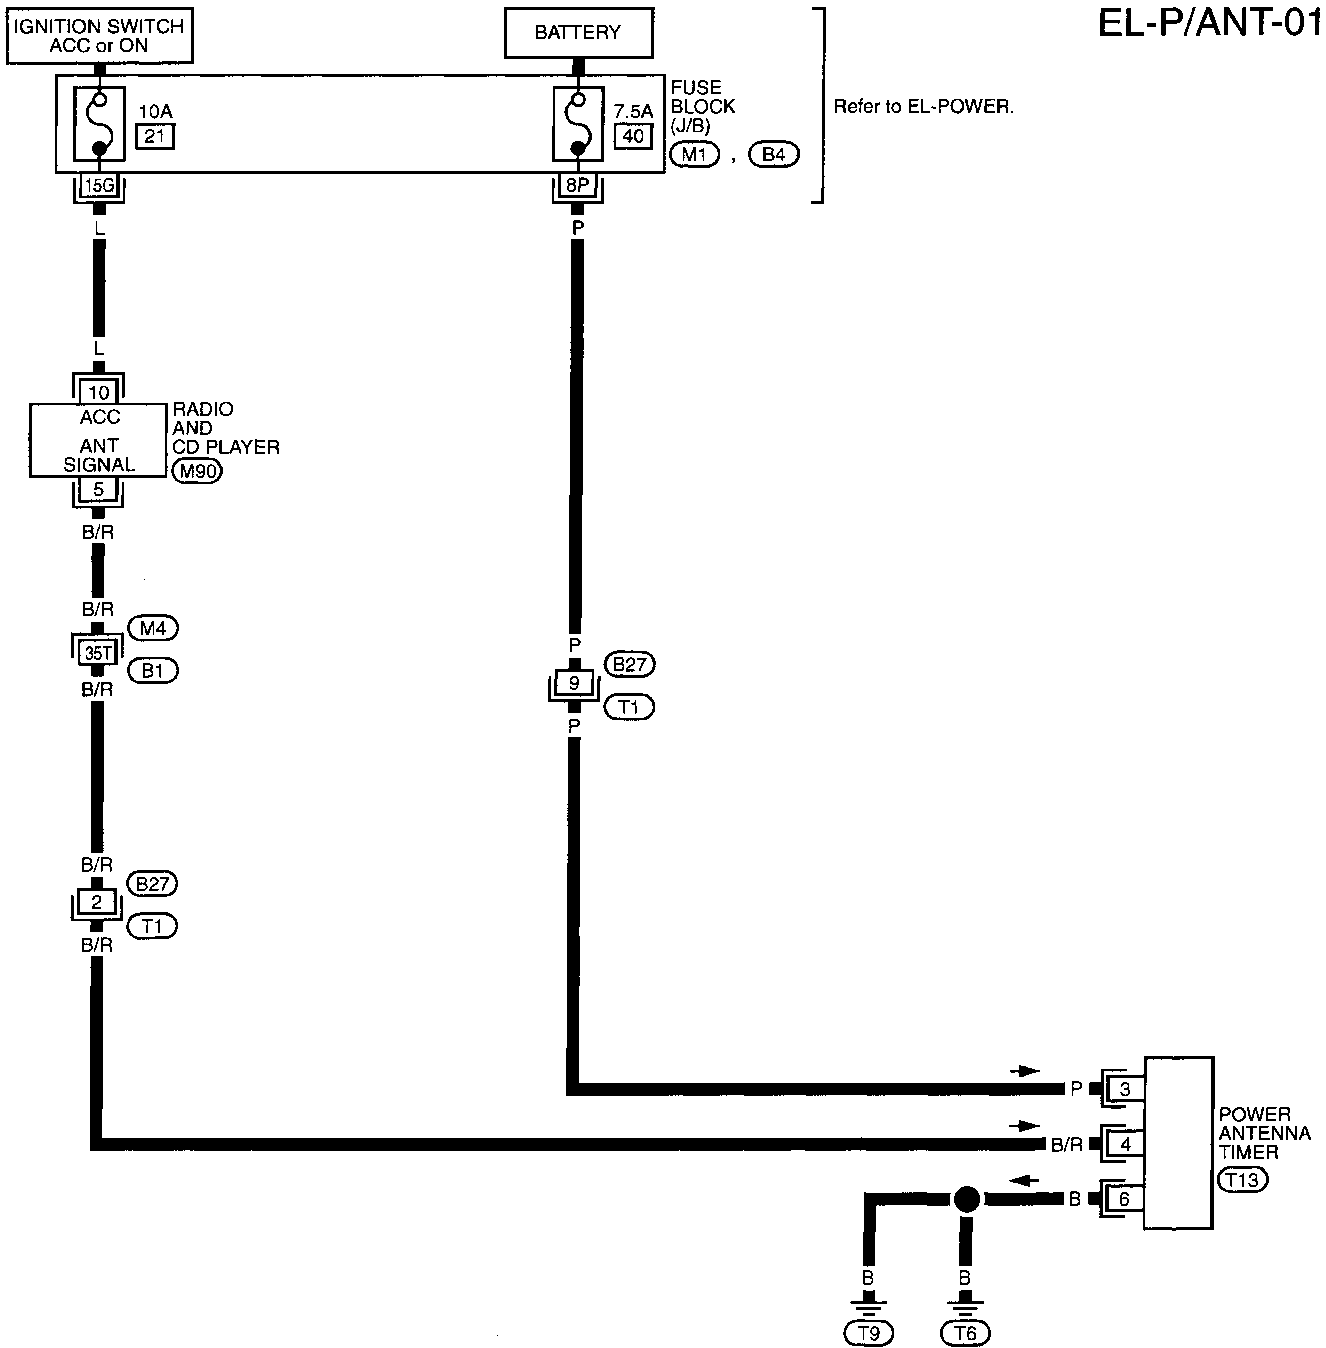 EL-P/ANT-01
IGNITION SWITCH
ACC or ON
BATTERY
10A
21
7.5A
40
FUSE
BLOCK
(J/B)
M1 , B4
Refer to EL-POWER.
15G
8P
L
P
L
10
ACC
ANT
SIGNAL
RADIO
AND
CD PLAYER
M90
5
B/R
B/R
M4
35T
B1
B/R
P
B27
9
T1
P
B/R
B27
2
T1
B/R
P
3
B/R
4
B
6
POWER
ANTENNA
TIMER
T13
B
B
T9
T6